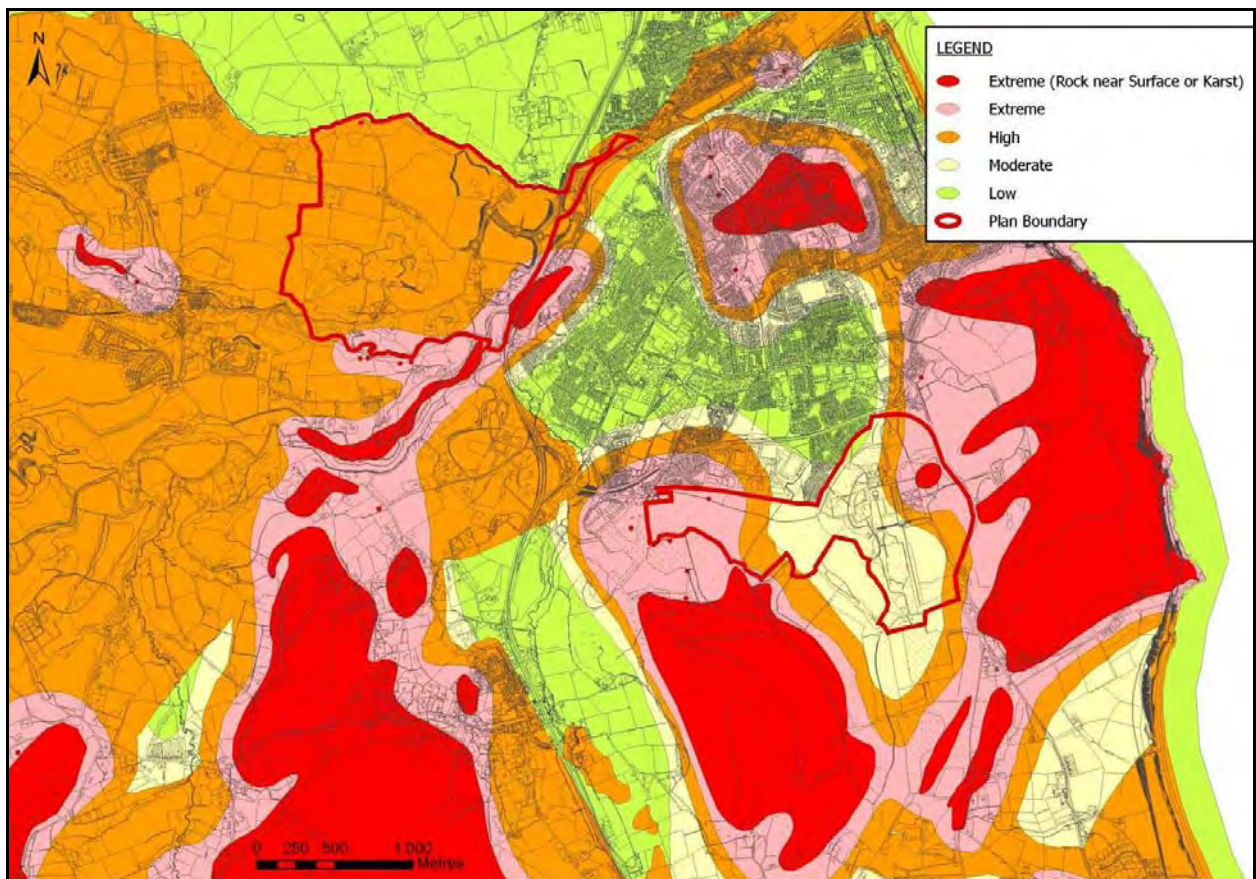 N
LEGEND
Extreme (Rock near Surface or Karst)
Extreme
High
Moderate
Low
Plan Boundary
0 250 500 1 000
Metres